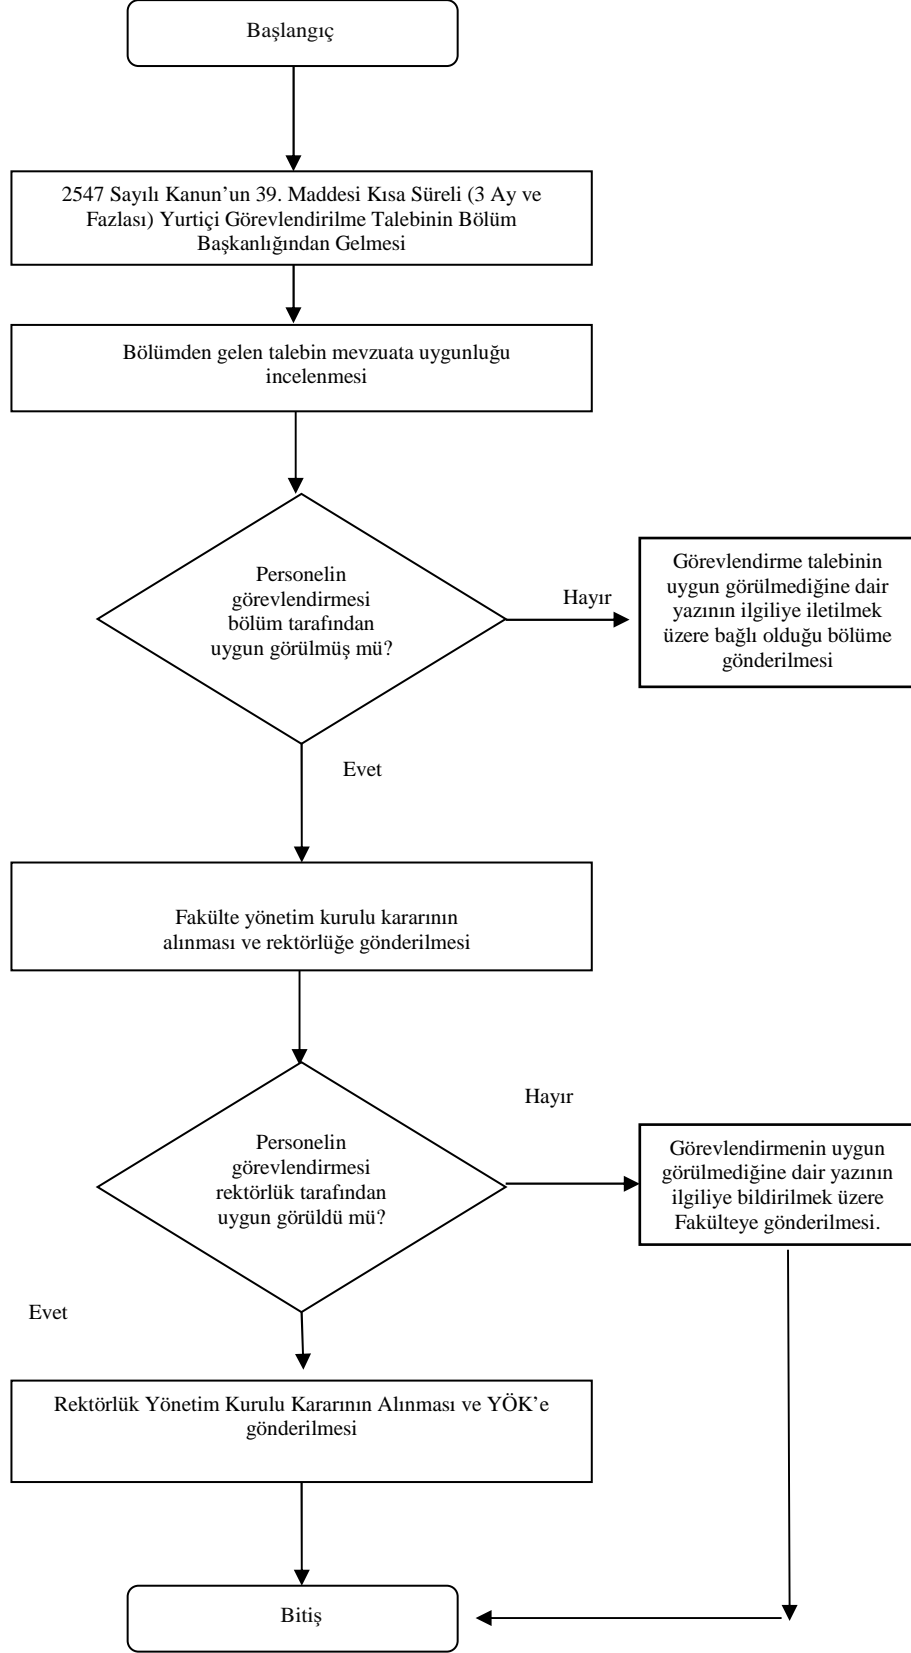 Başlangıç
2547 Sayılı Kanun’un 39. Maddesi Kısa Süreli (3 Ay ve
Fazlası) Yurtiçi Görevlendirilme Talebinin Bölüm
Başkanlığından Gelmesi
Bölümden gelen talebin mevzuata uygunluğu
incelenmesi
Personelin
görevlendirmesi
bölüm tarafından
uygun görülmüş mü?
Hayır
Görevlendirme talebinin
uygun görülmediğine dair
yazının ilgiliye iletilmek
üzere bağlı olduğu bölüme
gönderilmesi
Evet
Fakülte yönetim kurulu kararının
alınması ve rektörlüğe gönderilmesi
Hayır
Personelin
görevlendirmesi
rektörlük tarafından
uygun görüldü mü?
Görevlendirmenin uygun
görülmediğine dair yazının
ilgiliye bildirilmek üzere
Fakülteye gönderilmesi.
Evet
Rektörlük Yönetim Kurulu Kararının Alınması ve YÖK’e
gönderilmesi
Bitiş